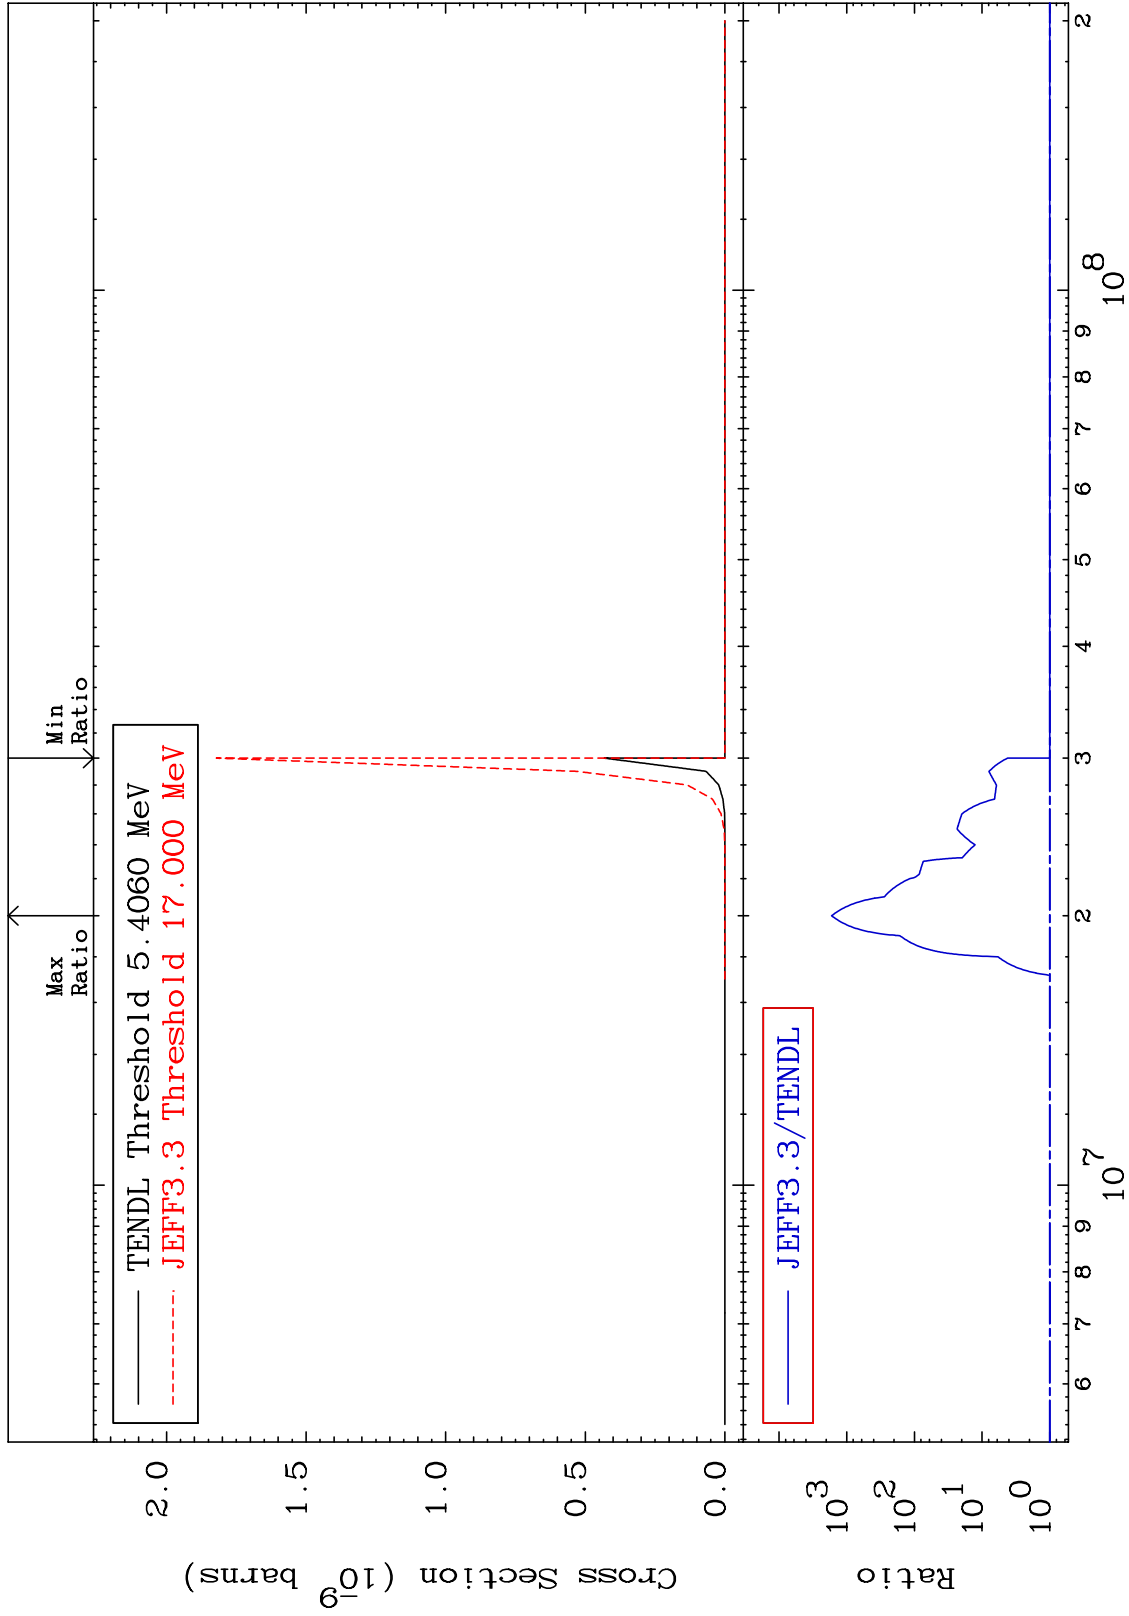 Max
Ratio
Min
Ratio
TENDL Threshold 5.4060 MeV
JEFF3.3 Threshold 17.000 MeV
Cross Section (10-9 barns)
2.0
1.5
1.0
0.5
0.0
JEFF3.3/TENDL
Ratio
103
102
101
100
6 7 8 9 2 3 4 5 6 7 8 9 2
107 108